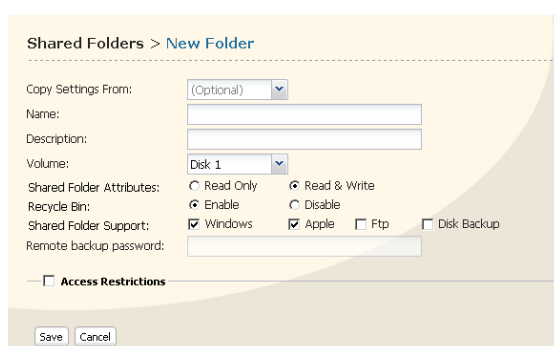 Shared Folders > New Folder
Copy Settings From: (Optional)
Name:
Description:
Volume: Disk 1
Shared Folder Attributes: Read Only Read & Write
Recycle Bin: Enable Disable
Shared Folder Support: Windows Apple Ftp Disk Backup
Remote backup password:
Access Restrictions
Save Cancel